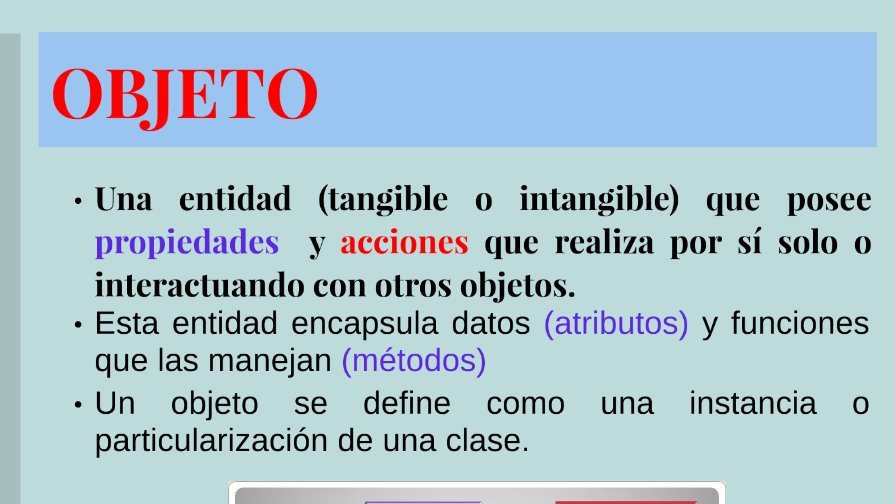 OBJETO
• Una entidad (tangible o intangible) que posee
propiedades y acciones que realiza por sí solo o
interactuando con otros objetos.
• Esta entidad encapsula datos (atributos) y funciones
que las manejan (métodos)
• Un objeto se define como una instancia o
particularización de una clase.